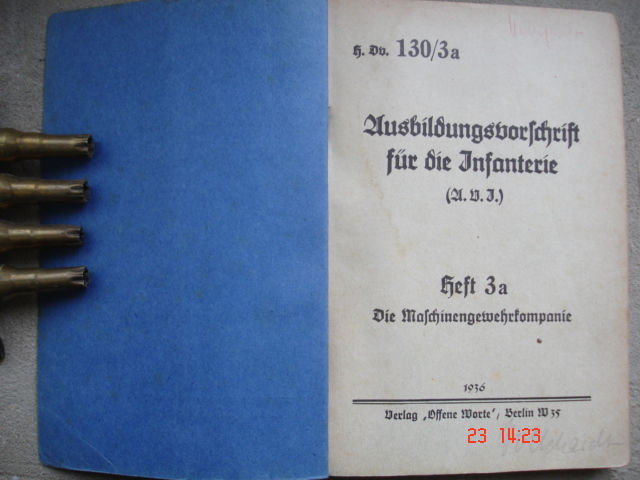 H. Dv. 130/3a
Ausbildungsvorschrift
für die Infanterie
(A. V. I.)
Heft 3a
Die Maschinengewehrkompanie
1936
Verlag „Offene Worte“, Berlin W 35
23 14:23